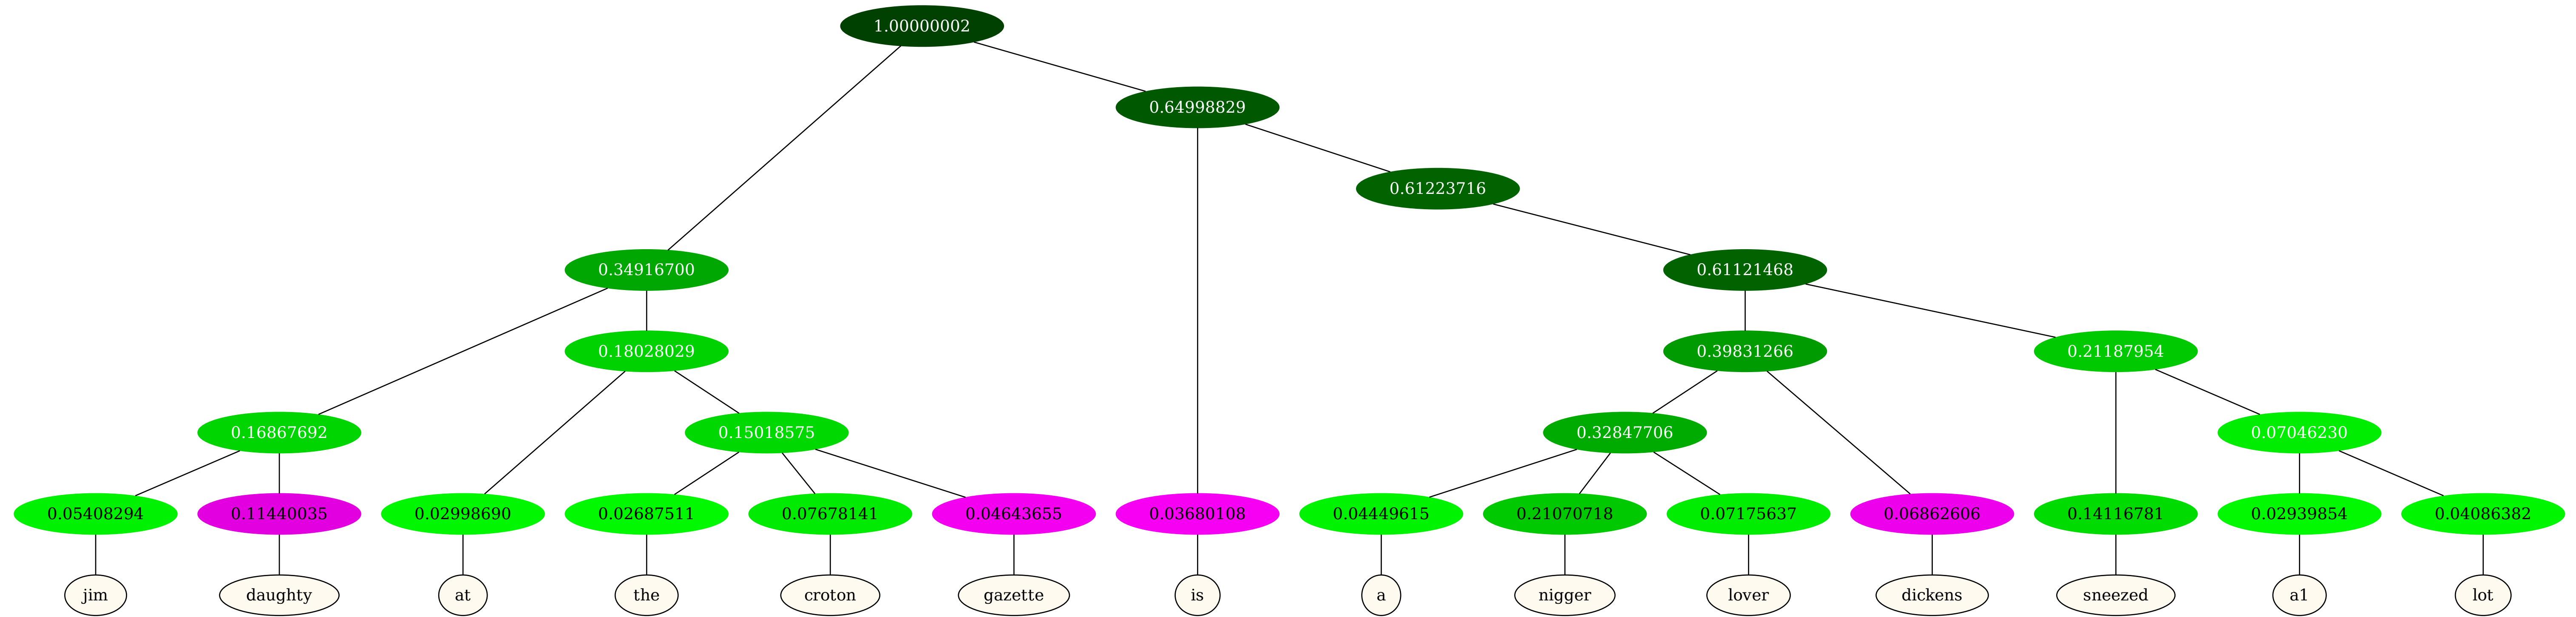 1.00000002
0.64998829
0.61223716
0.34916700 0.61121468
0.18028029 0.39831266 0.21187954
0.16867692 0.15018575 0.32847706 0.07046230
0.05408294 0.11440035 0.02998690 0.02687511 0.07678141 0.04643655 0.03680108 0.04449615 0.21070718 0.07175637 0.06862606 0.14116781 0.02939854 0.04086382
jim daughty at the croton gazette is a nigger lover dickens sneezed a1 lot